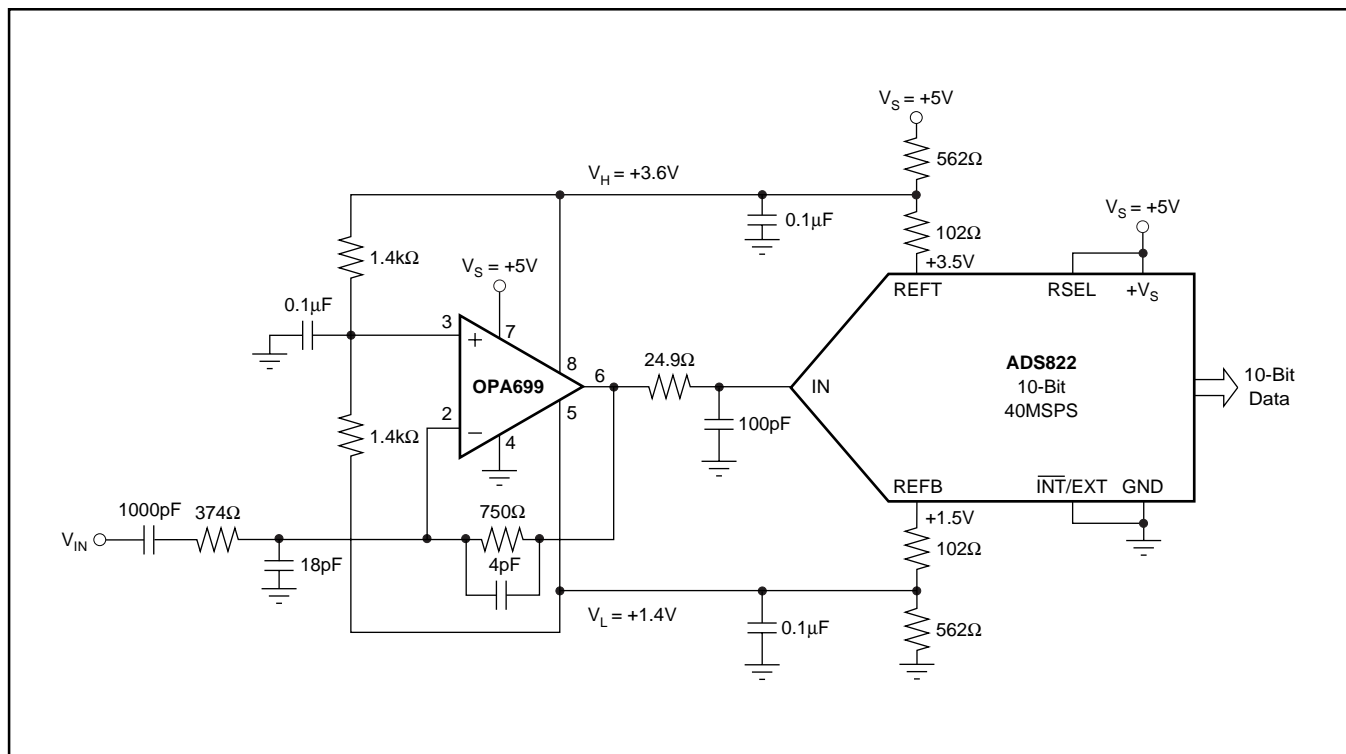 V_S = +5V
562Ω
V_H = +3.6V
0.1μF
102Ω
V_S = +5V
1.4kΩ
+3.5V
V_S = +5V
REFT
RSEL
+V_S
0.1μF
3
+
7
8
OPA699
6
24.9Ω
IN
ADS822
10-Bit
40MSPS
10-Bit
Data
2
−
5
4
1.4kΩ
100pF
REFB
INT/EXT
GND
1000pF
374Ω
750Ω
+1.5V
V_IN
18pF
4pF
102Ω
V_L = +1.4V
0.1μF
562Ω